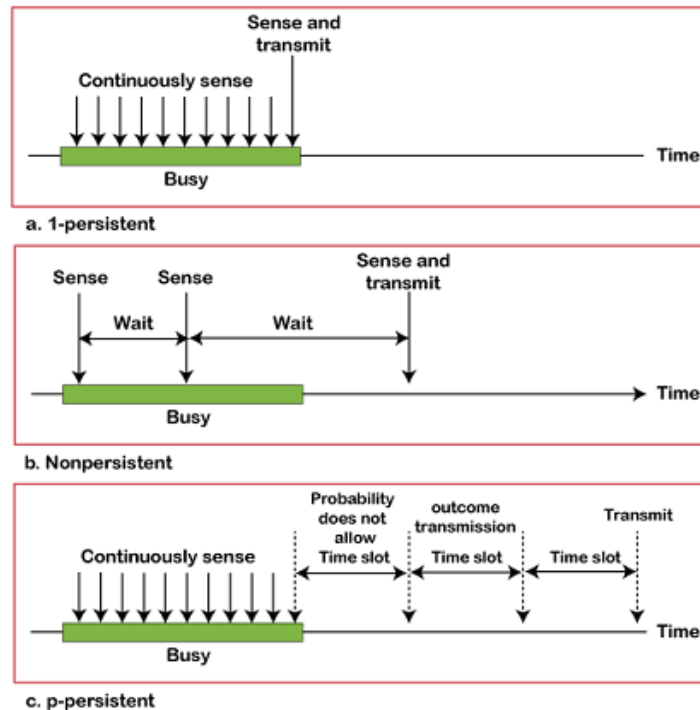 Sense and
transmit
Continuously sense
Time
Busy
a. 1-persistent
Sense Sense Sense and
transmit
Wait Wait
Time
Busy
b. Nonpersistent
Probability
does not
allow
outcome
transmission
Transmit
Continuously sense
Time slot Time slot Time slot
Time
Busy
c. p-persistent